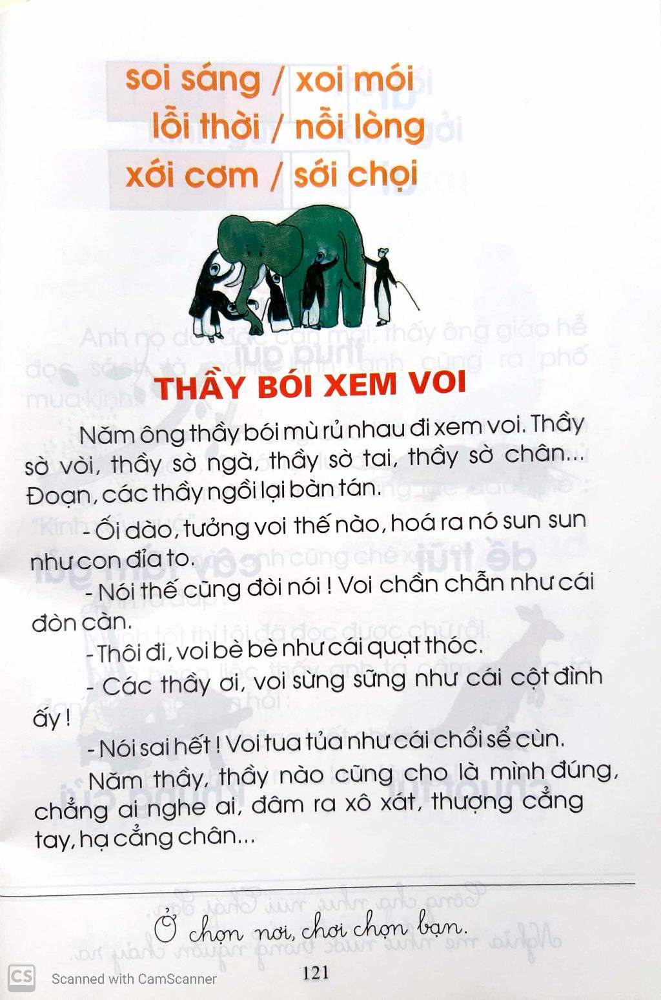 soi sáng / xoi mói
lỗi thời / nỗi lòng
xới cơm / sới chọi
THẦY BÓI XEM VOI
Năm ông thầy bói mù rủ nhau đi xem voi. Thầy
sờ vòi, thầy sờ ngà, thầy sờ tai, thầy sờ chân...
Đoạn, các thầy ngồi lại bàn tán.
- Ối dào, tưởng voi thế nào, hoá ra nó sun sun
như con đỉa to.
- Nói thế cũng đòi nói ! Voi chần chẫn như cái
đòn càn.
- Thôi đi, voi bè bè như cái quạt thóc.
- Các thầy ơi, voi sừng sững như cái cột đình
ấy !
- Nói sai hết ! Voi tua tủa như cái chổi sể cùn.
Năm thầy, thầy nào cũng cho là mình đúng,
chẳng ai nghe ai, đâm ra xô xát, thượng cẳng
tay, hạ cẳng chân...
Ở chọn nơi, chơi chọn bạn.
121
CS Scanned with CamScanner